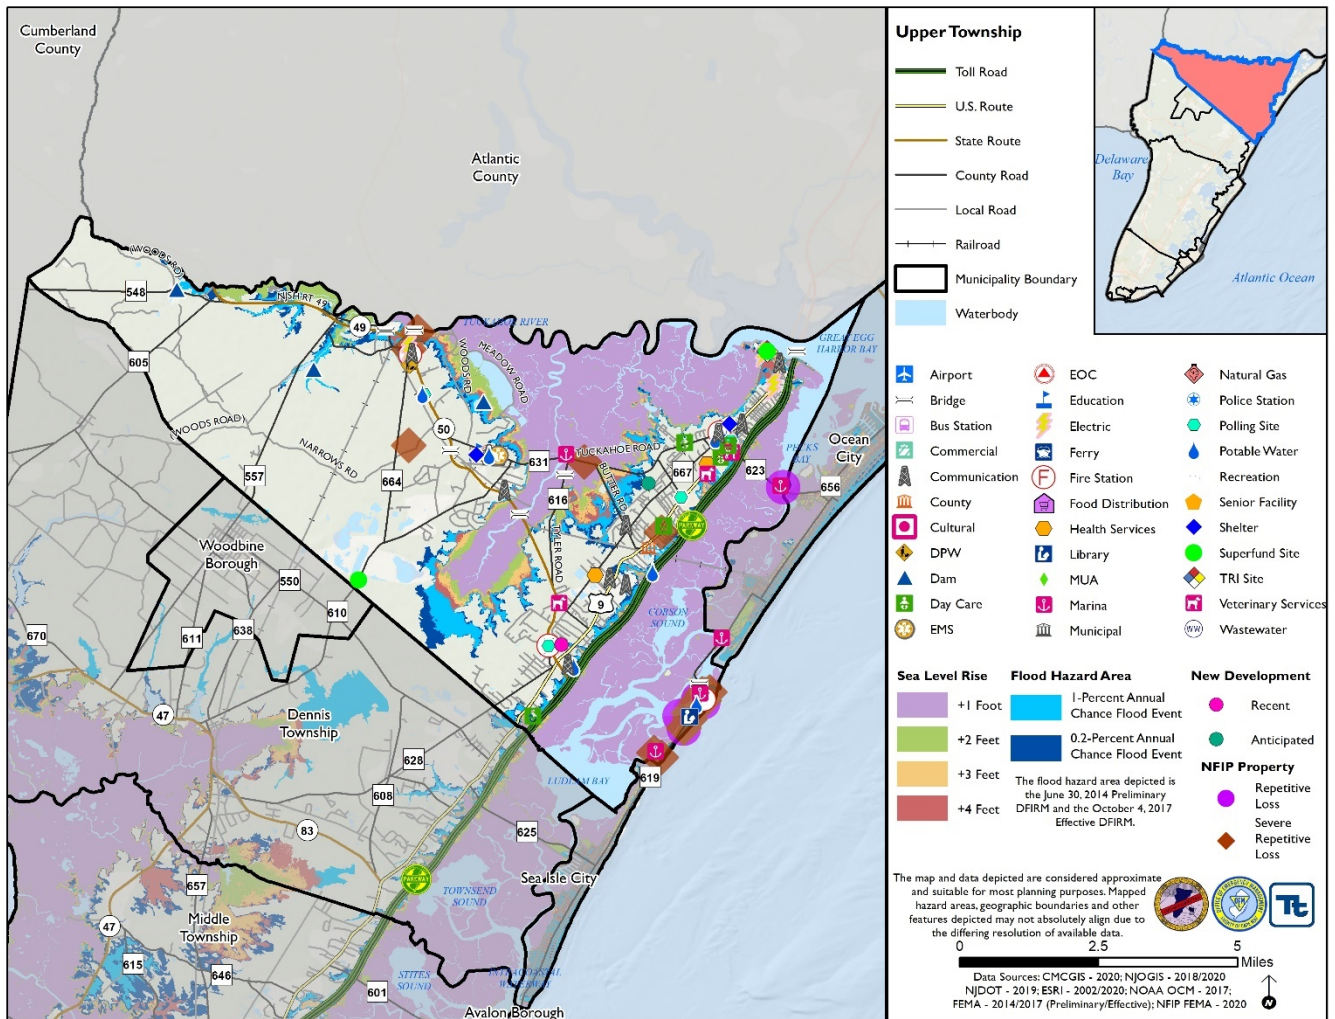 Cumberland
County
Atlantic
County
(WOODS RD)
548
NJSH RT 49
49
TUCKAHOE RIVER
GREAT EGG
HARBOR BAY
605
WOODS RD
MEADOW ROAD
(WOODS ROAD)
NARROWS RD
50
TUCKAHOE ROAD
631
BUTTER RD
667
623
PECKS
BAY
Ocean
City
656
557
664
616
TYLER ROAD
PARKWAY
Woodbine
Borough
550
610
611
638
670
9
CORSON
SOUND
47
Dennis
Township
628
608
83
LUDLAM BAY
619
625
Sea Isle City
PARKWAY
TOWNSEND
SOUND
657
Middle
Township
47
615
646
601
STITES
SOUND
INTRACOASTAL
WATERWAY
Avalon Borough
Upper Township
Toll Road
U.S. Route
State Route
County Road
Local Road
Railroad
Municipality Boundary
Waterbody
Delaware
Bay
Atlantic Ocean
Airport
Bridge
Bus Station
Commercial
Communication
County
Cultural
DPW
Dam
Day Care
EMS
EOC
Education
Electric
Ferry
F Fire Station
Food Distribution
Health Services
Library
MUA
Marina
Municipal
Natural Gas
Police Station
Polling Site
Potable Water
Recreation
Senior Facility
Shelter
Superfund Site
TRI Site
Veterinary Services
WW Wastewater
Sea Level Rise
+1 Foot
+2 Feet
+3 Feet
+4 Feet
Flood Hazard Area
1-Percent Annual
Chance Flood Event
0.2-Percent Annual
Chance Flood Event
The flood hazard area depicted is
the June 30, 2014 Preliminary
DFIRM and the October 4, 2017
Effective DFIRM.
New Development
Recent
Anticipated
NFIP Property
Repetitive
Loss
Severe
Repetitive
Loss
The map and data depicted are considered approximate
and suitable for most planning purposes. Mapped
hazard areas, geographic boundaries and other
features depicted may not absolutely align due to
the differing resolution of available data.
OEM
Tt
0 2.5 5
Miles
Data Sources: CMCGIS - 2020; NJOGIS - 2018/2020
NJDOT - 2019; ESRI - 2002/2020; NOAA OCM - 2017;
FEMA - 2014/2017 (Preliminary/Effective); NFIP FEMA - 2020
N